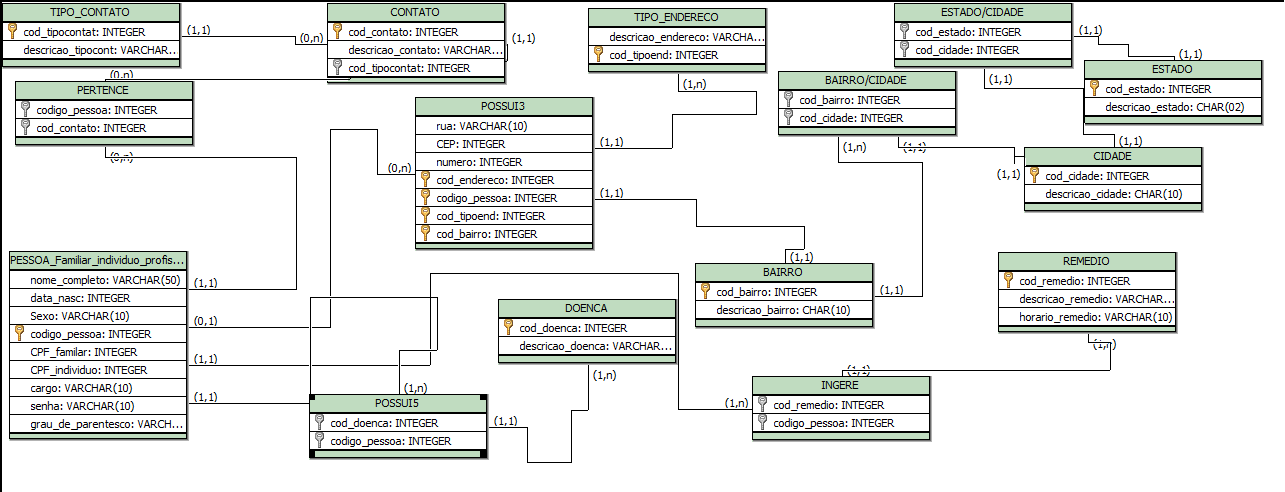 TIPO_CONTATO
cod_tipocontat: INTEGER
descricao_tipocont: VARCHAR...
(1,1)
(0,n)
CONTATO
cod_contato: INTEGER
descricao_contato: VARCHAR...
cod_tipocontat: INTEGER
(1,1)
(0,n)
TIPO_ENDERECO
descricao_endereco: VARCHA...
cod_tipoend: INTEGER
(1,n)
ESTADO/CIDADE
cod_estado: INTEGER
cod_cidade: INTEGER
(1,1)
(1,1)
(1,1)
ESTADO
cod_estado: INTEGER
descricao_estado: CHAR(02)
PERTENCE
codigo_pessoa: INTEGER
cod_contato: INTEGER
(0,n)
POSSUI3
rua: VARCHAR(10)
CEP: INTEGER
numero: INTEGER
cod_endereco: INTEGER
codigo_pessoa: INTEGER
cod_tipoend: INTEGER
cod_bairro: INTEGER
(0,n)
(1,1)
(1,1)
BAIRRO/CIDADE
cod_bairro: INTEGER
cod_cidade: INTEGER
(1,n)
(1,1)
(1,1)
(1,1)
CIDADE
cod_cidade: INTEGER
descricao_cidade: CHAR(10)
PESSOA_Familiar_individuo_profis...
nome_completo: VARCHAR(50)
data_nasc: INTEGER
Sexo: VARCHAR(10)
codigo_pessoa: INTEGER
CPF_familar: INTEGER
CPF_individuo: INTEGER
cargo: VARCHAR(10)
senha: VARCHAR(10)
grau_de_parentesco: VARCH...
(1,1)
(0,1)
(1,1)
(1,1)
(1,1)
BAIRRO
cod_bairro: INTEGER
descricao_bairro: CHAR(10)
(1,1)
REMEDIO
cod_remedio: INTEGER
descricao_remedio: VARCHAR...
horario_remedio: VARCHAR(10)
(1,n)
DOENCA
cod_doenca: INTEGER
descricao_doenca: VARCHAR...
(1,n)
(1,n)
POSSUI5
cod_doenca: INTEGER
codigo_pessoa: INTEGER
(1,1)
(1,n)
(1,1)
INGERE
cod_remedio: INTEGER
codigo_pessoa: INTEGER